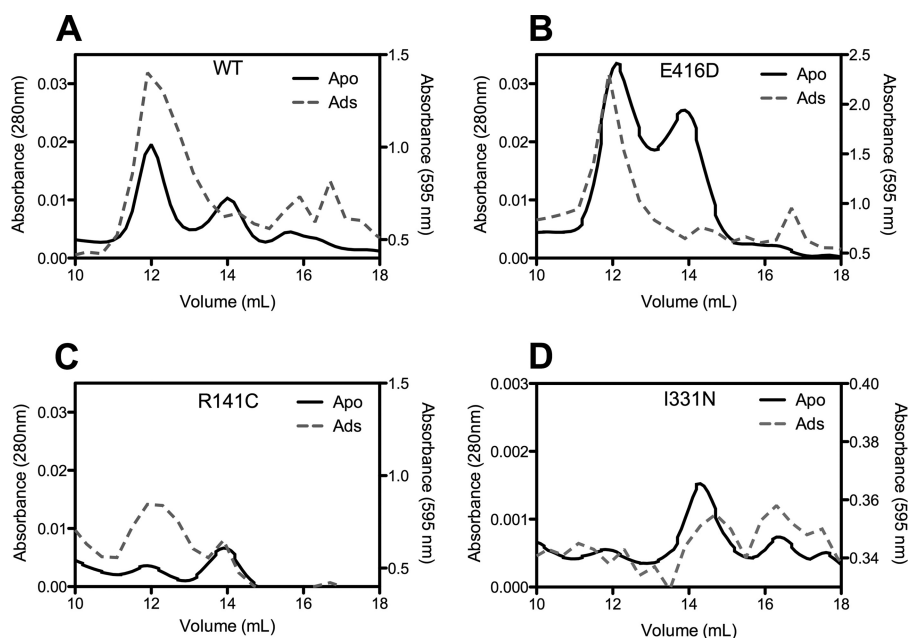 A
WT
Apo
Ads
Absorbance (280nm)
0.03
0.02
0.01
0.00
1.5
1.0
0.5
Absorbance (595 nm)
10 12 14 16 18
Volume (mL)
B
E416D
Apo
Ads
Absorbance (280nm)
0.03
0.02
0.01
0.00
2.5
2.0
1.5
1.0
0.5
Absorbance (595 nm)
10 12 14 16 18
Volume (mL)
C
R141C
Apo
Ads
Absorbance (280nm)
0.03
0.02
0.01
0.00
1.5
1.0
0.5
Absorbance (595 nm)
10 12 14 16 18
Volume (mL)
D
I331N
Apo
Ads
Absorbance (280nm)
0.003
0.002
0.001
0.000
0.40
0.38
0.36
0.34
Absorbance (595 nm)
10 12 14 16 18
Volume (mL)